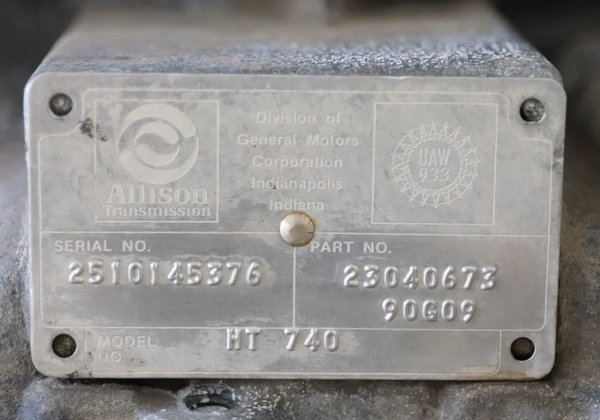 Allison
Transmission
Division of
General Motors
Corporation
Indianapolis
Indiana
UAW
933
SERIAL NO.
2510145376
PART NO.
23040673
90G09
MODEL
NO.
HT 740